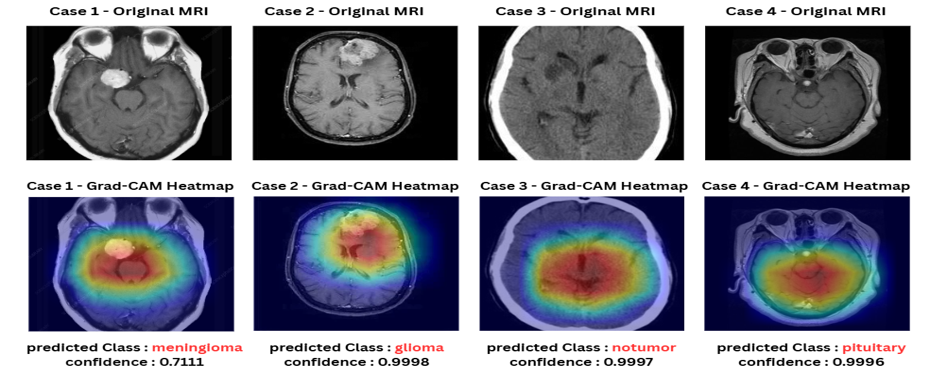 Case 1 - Original MRI
Case 2 - Original MRI
Case 3 - Original MRI
Case 4 - Original MRI
Case 1 - Grad-CAM Heatmap
Case 2 - Grad-CAM Heatmap
Case 3 - Grad-CAM Heatmap
Case 4 - Grad-CAM Heatmap
predicted Class : meningioma
confidence : 0.7111
predicted Class : glioma
confidence : 0.9998
predicted Class : notumor
confidence : 0.9997
predicted Class : pituitary
confidence : 0.9996